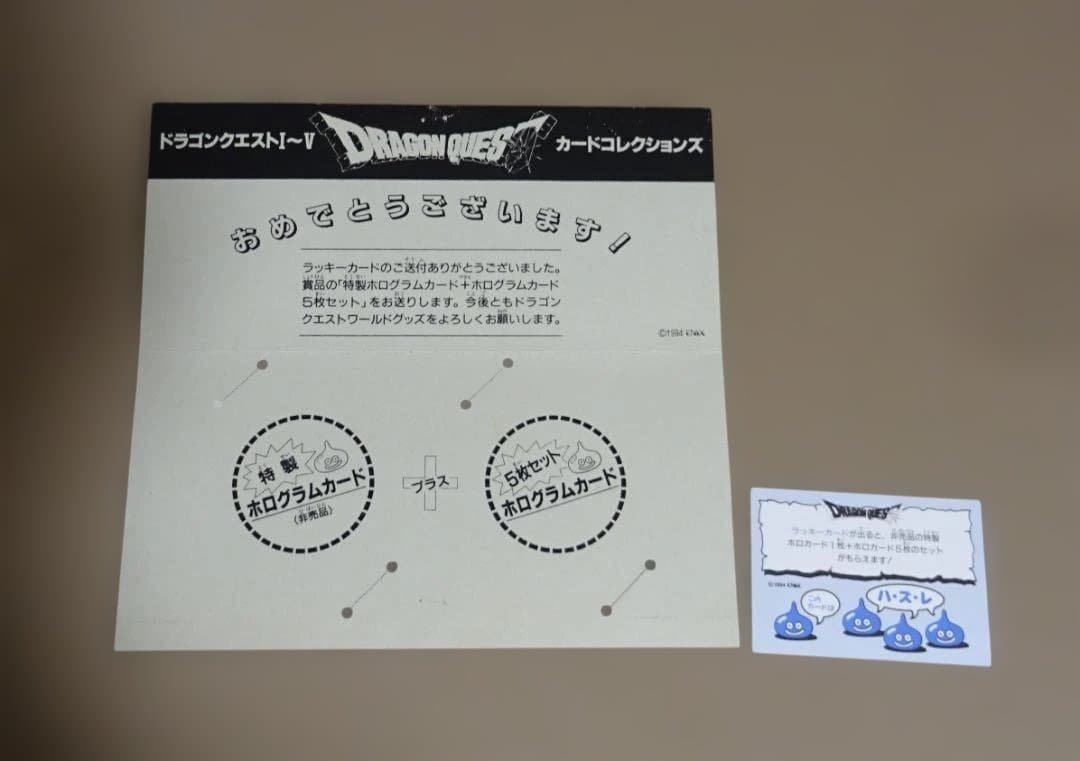 ドラゴンクエストI〜V
DRAGON QUEST
カードコレクションズ
おめでとうございます!
ラッキーカードのご送付ありがとうございました。
賞品の「特製ホログラムカード+ホログラムカード
5枚セット」をお送りします。今後ともドラゴン
クエストワールドグッズをよろしくお願いします。
©1994 ENIX
特製
ホログラムカード
(非売品)
プラス
5枚セット
ホログラムカード
DRAGON QUEST
ラッキーカードが出ると、非売品の特製
ホロカード1枚+ホロカード5枚のセット
がもらえます!
©1994 ENIX
この
カードは
ハ・ズ・レ